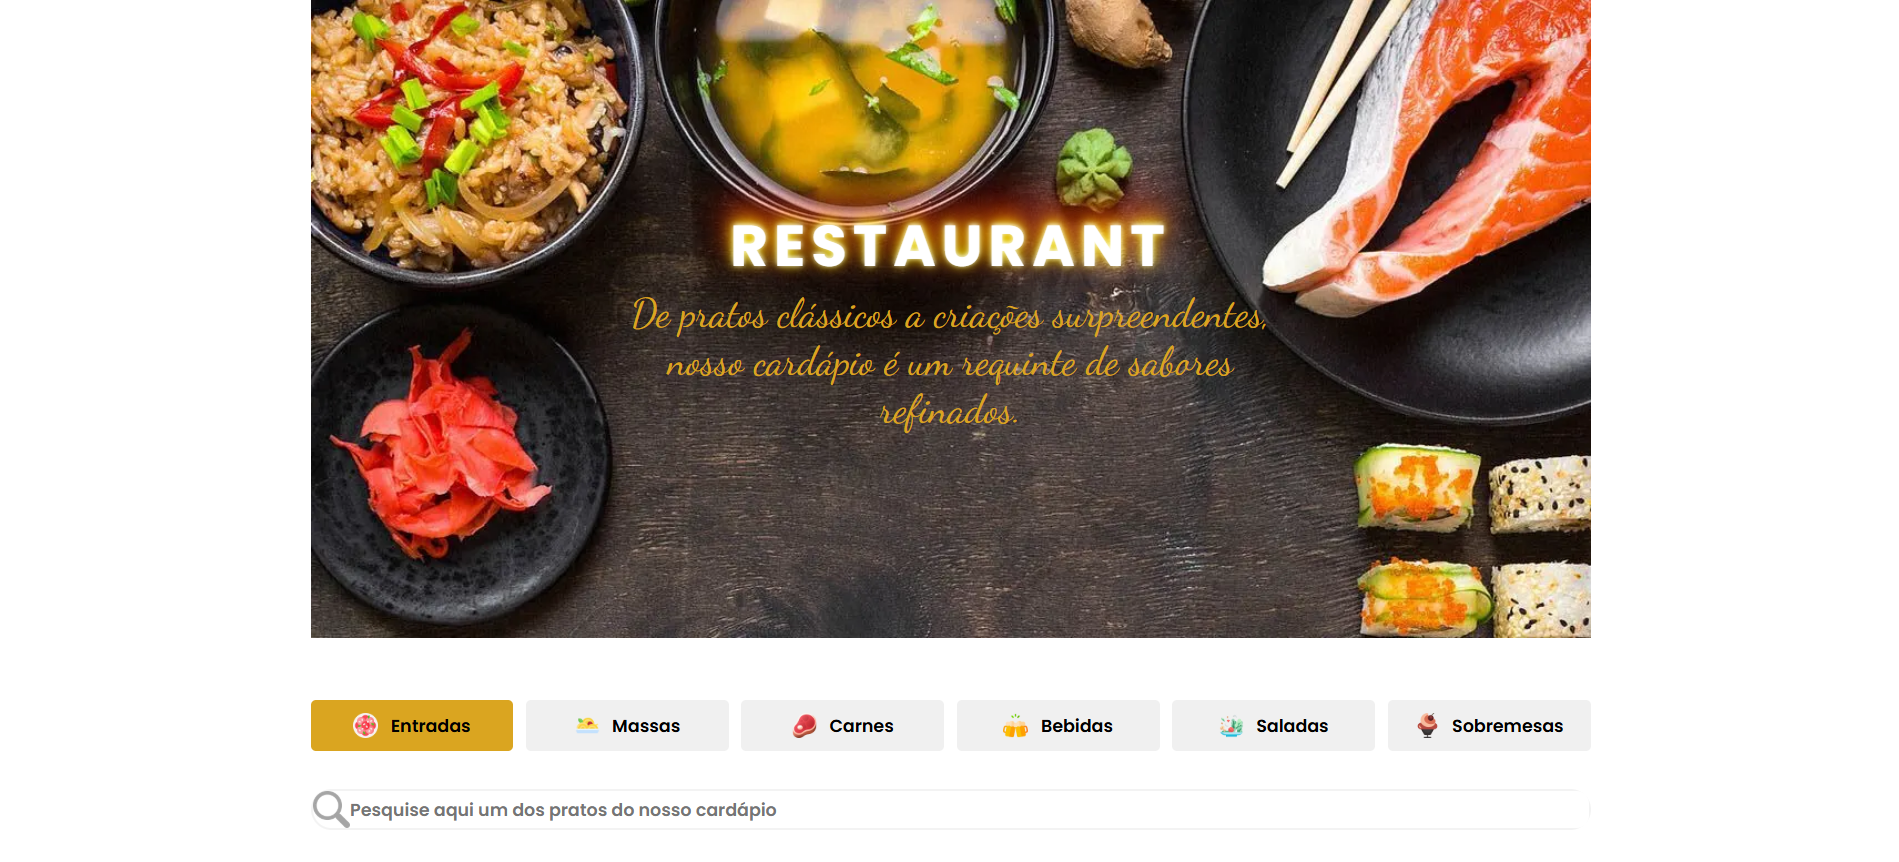 RESTAURANT
De pratos clássicos a criações surpreendentes,
nosso cardápio é um requinte de sabores
refinados.
Entradas Massas Carnes Bebidas Saladas Sobremesas
Pesquise aqui um dos pratos do nosso cardápio